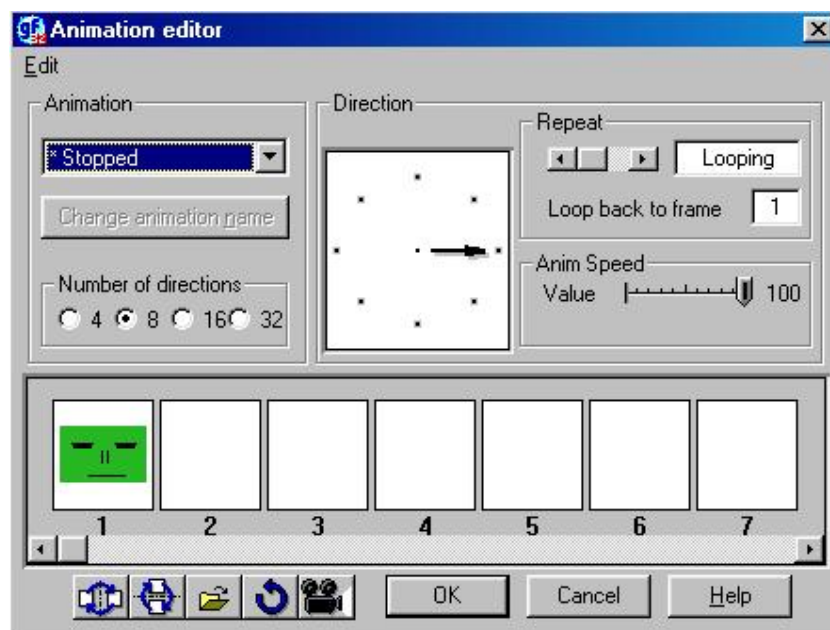 Animation editor
Edit
Animation
* Stopped
Change animation name
Number of directions
4 8 16 32
Direction
Repeat
Looping
Loop back to frame 1
Anim Speed
Value 100
1 2 3 4 5 6 7
OK Cancel Help